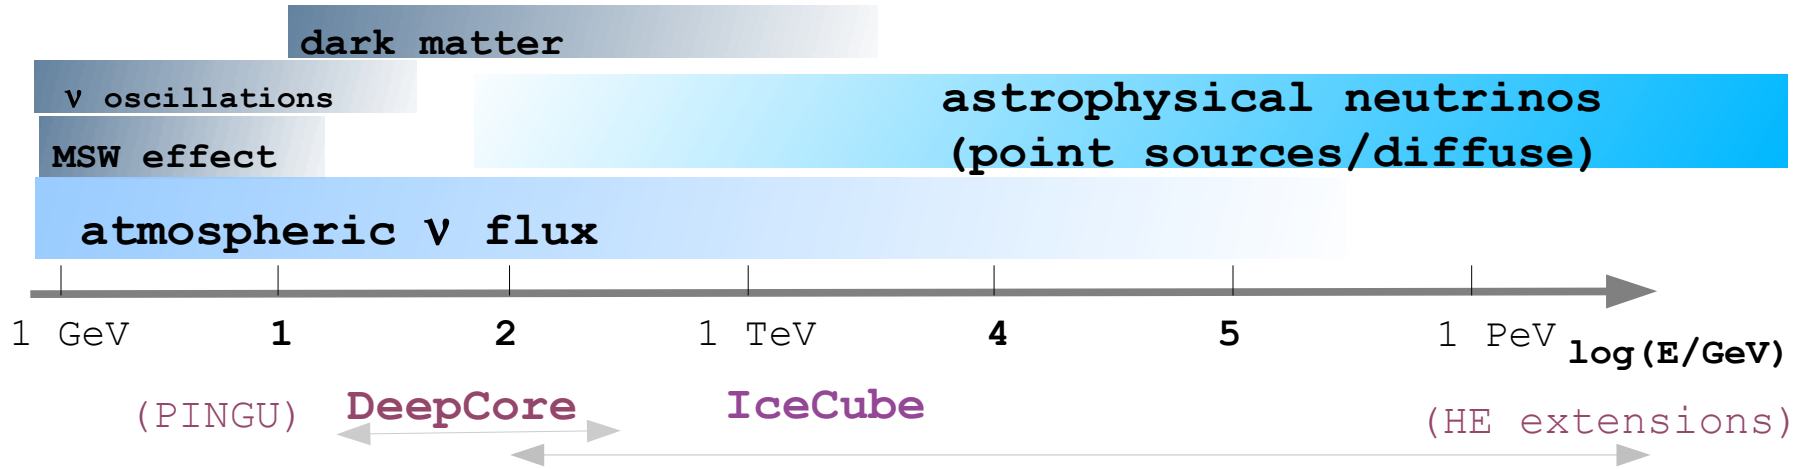 dark matter
ν oscillations
astrophysical neutrinos
MSW effect
(point sources/diffuse)
atmospheric ν flux
1 GeV 1 2 1 TeV 4 5 1 PeV log(E/GeV)
(PINGU) DeepCore IceCube (HE extensions)